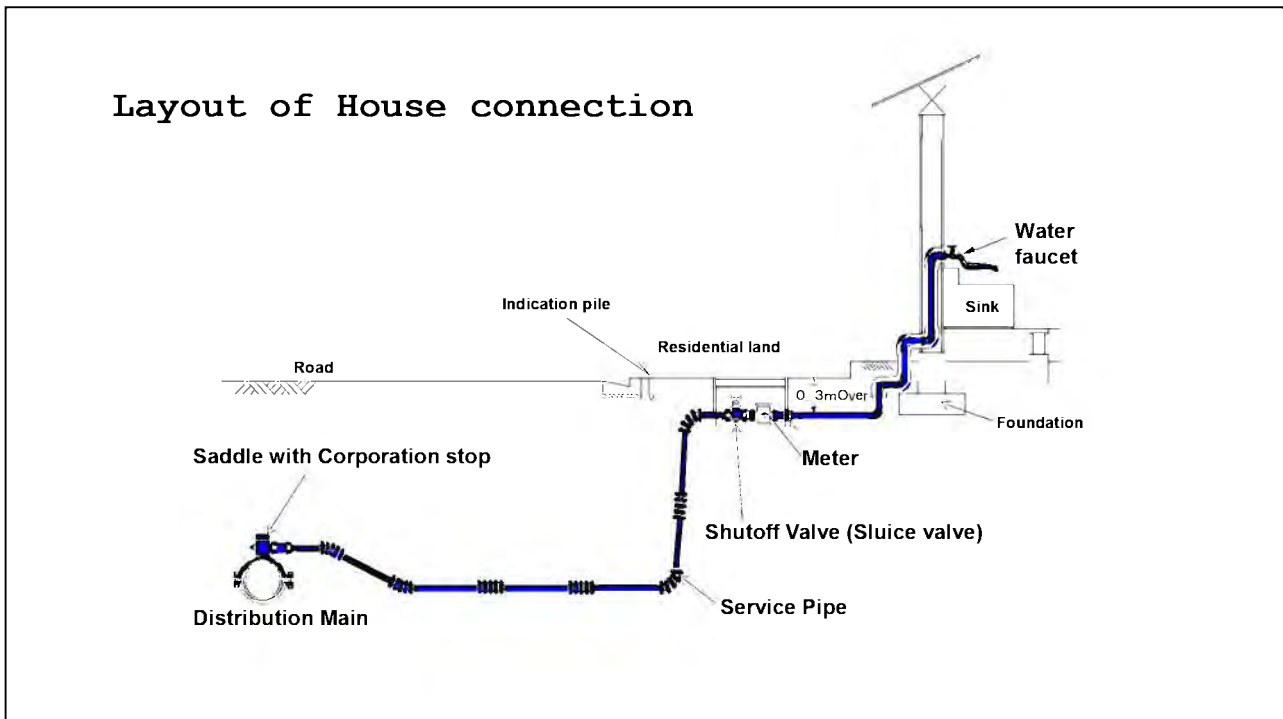 Layout of House connection
Water
faucet
Indication pile
Sink
Residential land
Road
0.3mOver
Foundation
Saddle with Corporation stop
Meter
Shutoff Valve (Sluice valve)
Service Pipe
Distribution Main